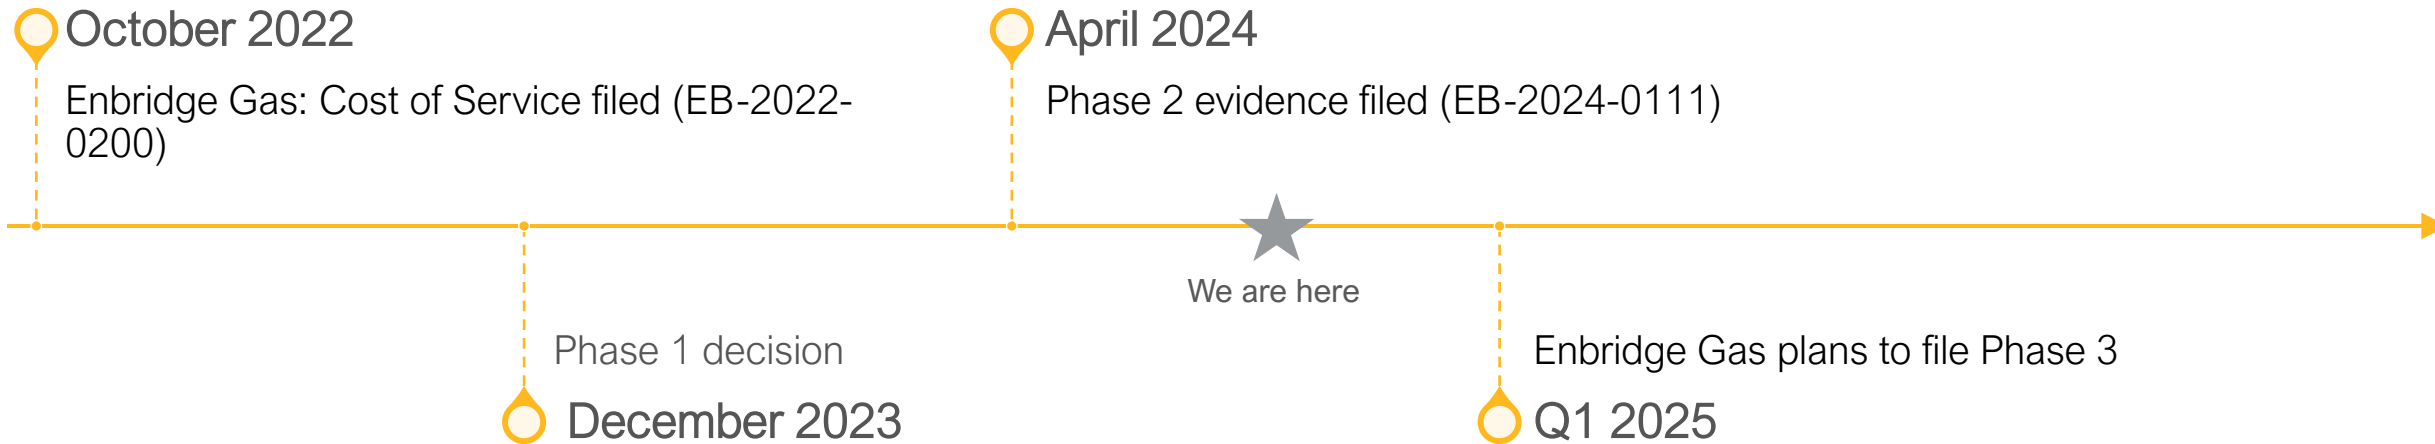 October 2022
Enbridge Gas: Cost of Service filed (EB-2022-
0200)
April 2024
Phase 2 evidence filed (EB-2024-0111)
We are here
Phase 1 decision
December 2023
Enbridge Gas plans to file Phase 3
Q1 2025